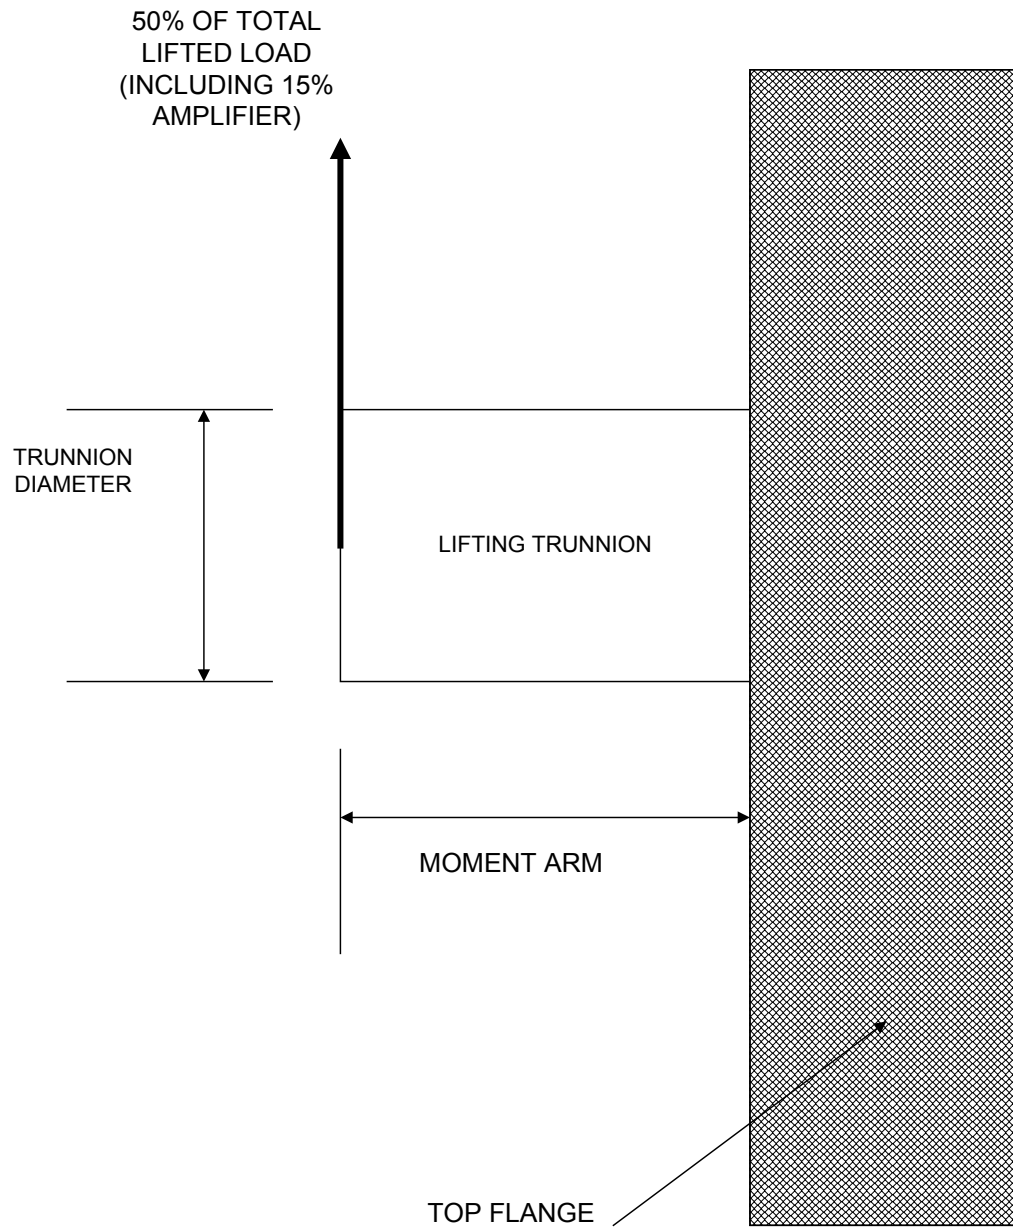 50% OF TOTAL
LIFTED LOAD
(INCLUDING 15%
AMPLIFIER)
TRUNNION
DIAMETER
LIFTING TRUNNION
MOMENT ARM
TOP FLANGE